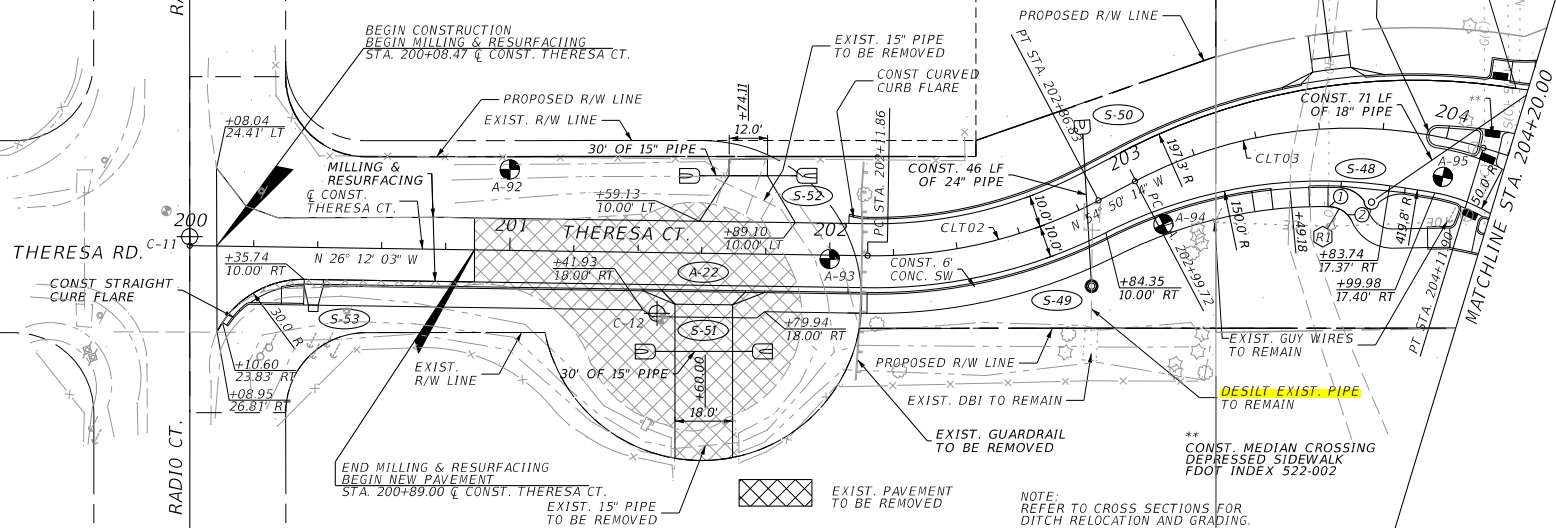 BEGIN CONSTRUCTION
BEGIN MILLING & RESURFACIING
STA. 200+08.47 ℄ CONST. THERESA CT.
PROPOSED R/W LINE
EXIST. R/W LINE
EXIST. 15" PIPE
TO BE REMOVED
CONST CURVED
CURB FLARE
PROPOSED R/W LINE
PT STA. 202+86.83
S-50
CONST. 71 LF
OF 18" PIPE
**
204
+08.04
24.41' LT
+74.11
12.0'
30' OF 15" PIPE
MILLING &
RESURFACING
℄ CONST.
THERESA CT.
A-92
+59.13
10.00' LT
S-52
PC STA. 202+11.86
CONST. 46 LF
OF 24" PIPE
203
197.3' R
CLT03
S-48
A-95
50.0' R
MATCHLINE STA. 204+20.00
200
C-11
THERESA RD.
N 26° 12' 03" W
201
THERESA CT.
+89.10
10.00' LT
202
A-93
CLT02
10.0'
10.0'
N 54° 50' 14" W
PC STA. 202+99.72
A-94
150.0' R
+49.18
R1
1
2
419.8' R
+83.74
17.37' RT
+99.98
17.40' RT
PT STA. 204+11.90
+35.74
10.00' RT
CONST STRAIGHT
CURB FLARE
30.0' R
S-53
+41.93
18.00' RT
A-22
C-12
S-51
+79.94
18.00' RT
CONST. 6'
CONC. SW
S-49
+84.35
10.00' RT
EXIST. GUY WIRES
TO REMAIN
+10.60
23.83' RT
+08.95
26.81' RT
EXIST.
R/W LINE
30' OF 15" PIPE
+60.00
18.0'
PROPOSED R/W LINE
EXIST. DBI TO REMAIN
DESILT EXIST. PIPE
TO REMAIN
EXIST. GUARDRAIL
TO BE REMOVED
**
CONST. MEDIAN CROSSING
DEPRESSED SIDEWALK
FDOT INDEX 522-002
RADIO CT.
END MILLING & RESURFACIING
BEGIN NEW PAVEMENT
STA. 200+89.00 ℄ CONST. THERESA CT.
EXIST. 15" PIPE
TO BE REMOVED
EXIST. PAVEMENT
TO BE REMOVED
NOTE:
REFER TO CROSS SECTIONS FOR
DITCH RELOCATION AND GRADING.